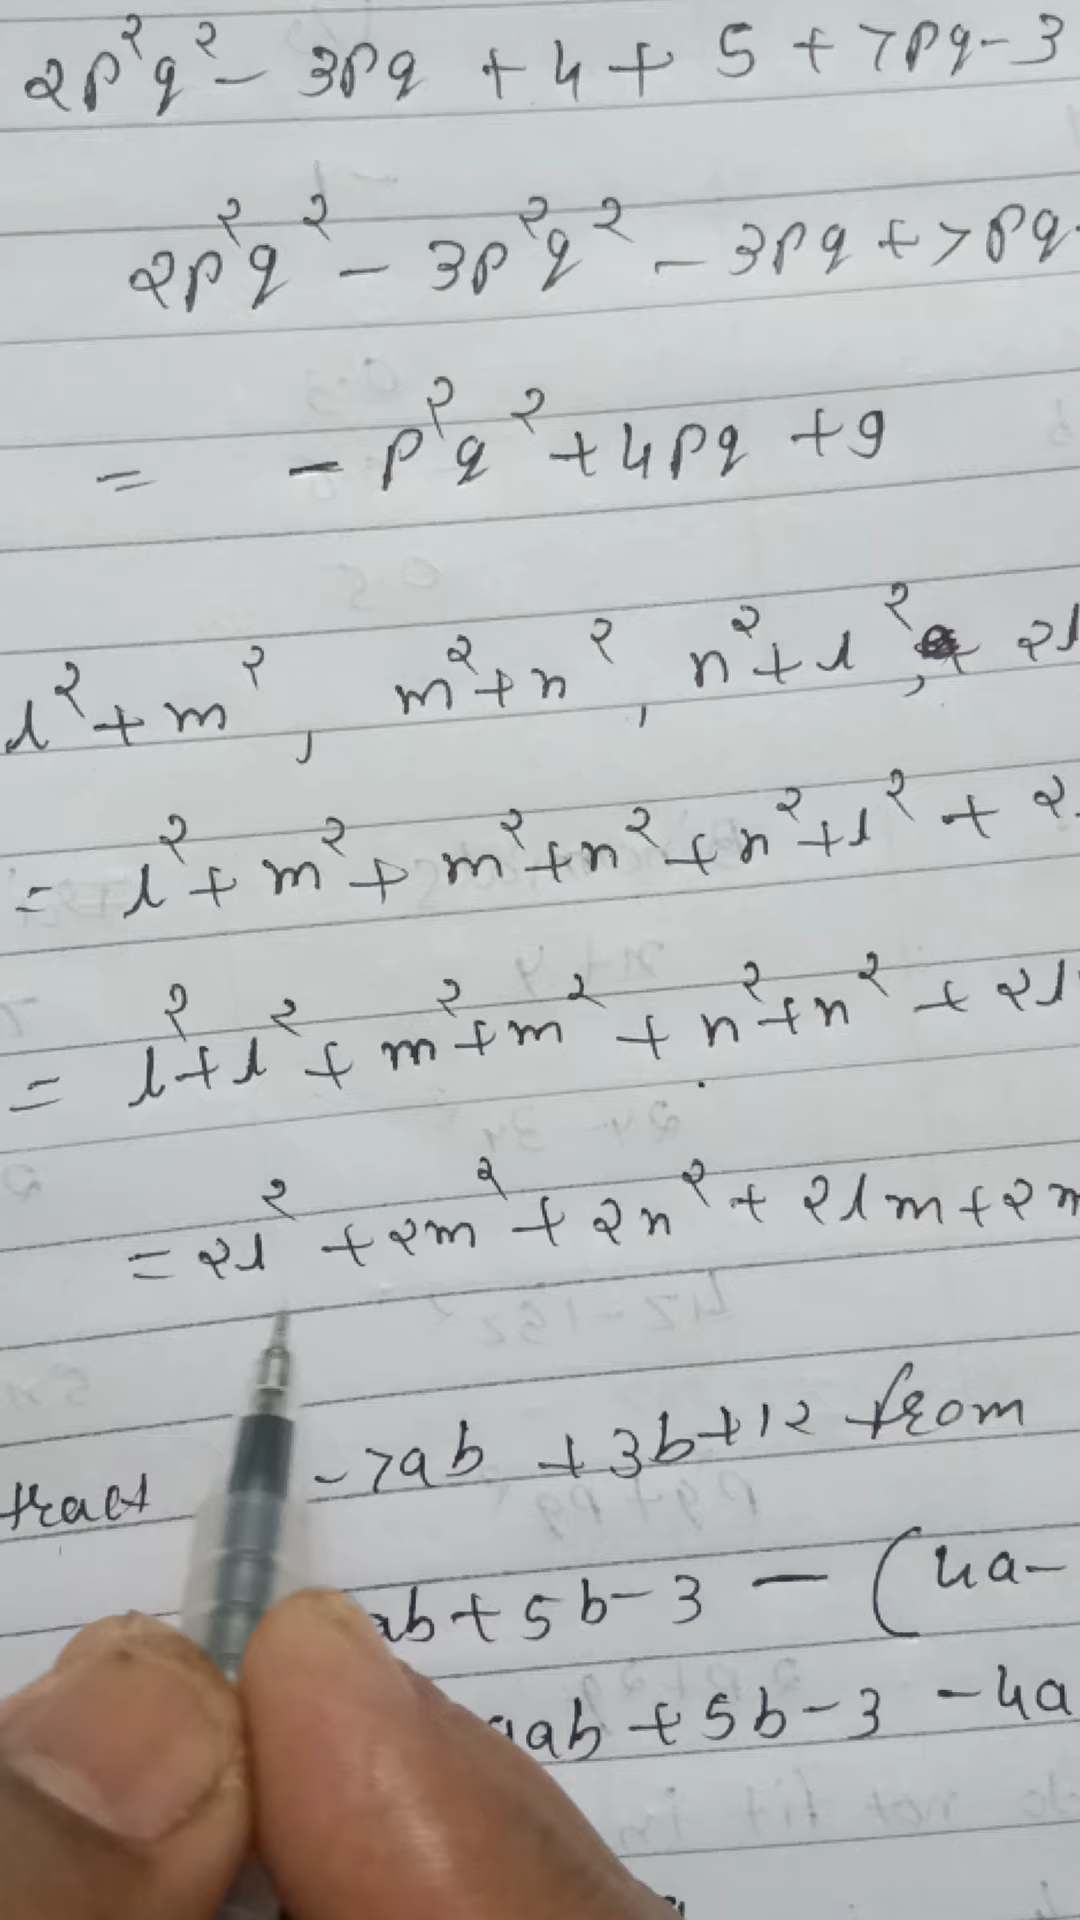 2p²q² - 3pq + 4 + 5 + 7pq - 3
2p²q² - 3p²q² - 3pq + 7pq
= - p²q² + 4pq + 9
l² + m² , m² + n² , n² + l² , + 2l
= l² + m² + m² + n² + n² + l² + 2
= l² + l² + m² + m² + n² + n² + 2l
= 2l² + 2m² + 2n² + 2lm + 2m
tract - 7ab + 3b + 12 from
ab + 5b - 3 - (4a -
ab + 5b - 3 - 4a